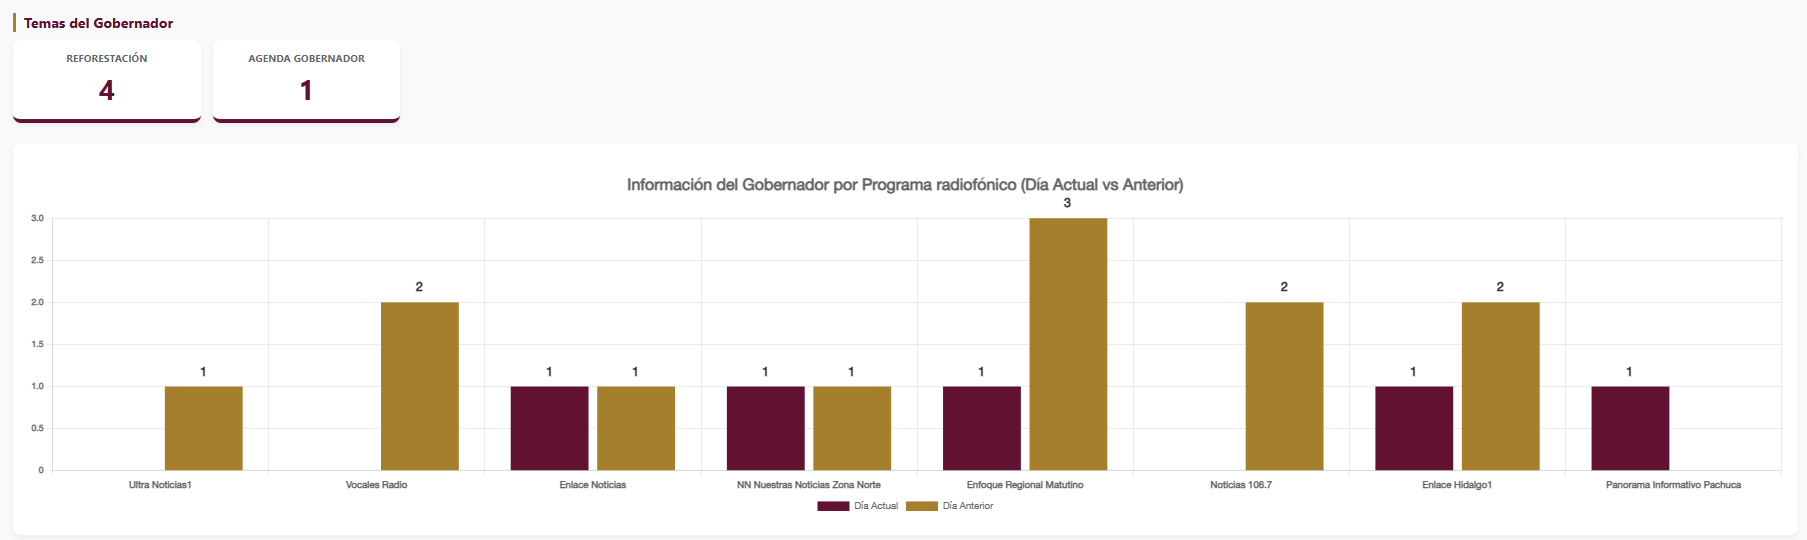 Temas del Gobernador
REFORESTACIÓN
4
AGENDA GOBERNADOR
1
Información del Gobernador por Programa radiofónico (Día Actual vs Anterior)
3.0
2.5
2.0
1.5
1.0
0.5
0
1
2
1
1
1
1
1
3
2
1
2
1
Ultra Noticias1
Vocales Radio
Enlace Noticias
NN Nuestras Noticias Zona Norte
Enfoque Regional Matutino
Noticias 106.7
Enlace Hidalgo1
Panorama Informativo Pachuca
Día Actual
Día Anterior